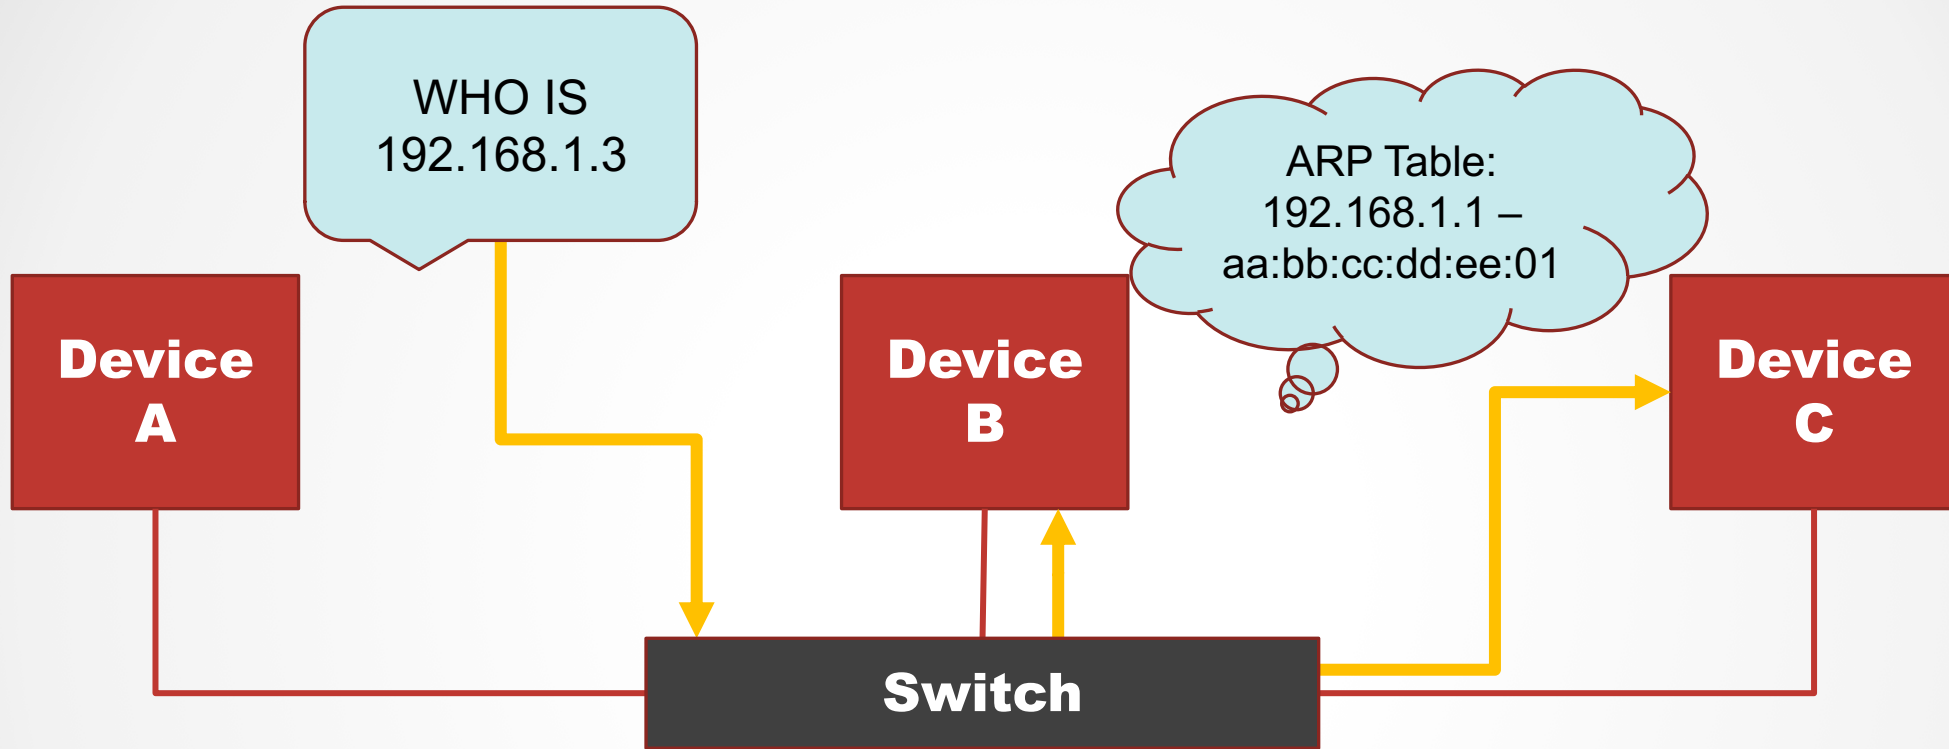 WHO IS
192.168.1.3
ARP Table:
192.168.1.1 –
aa:bb:cc:dd:ee:01
Device
A
Device
B
Device
C
Switch